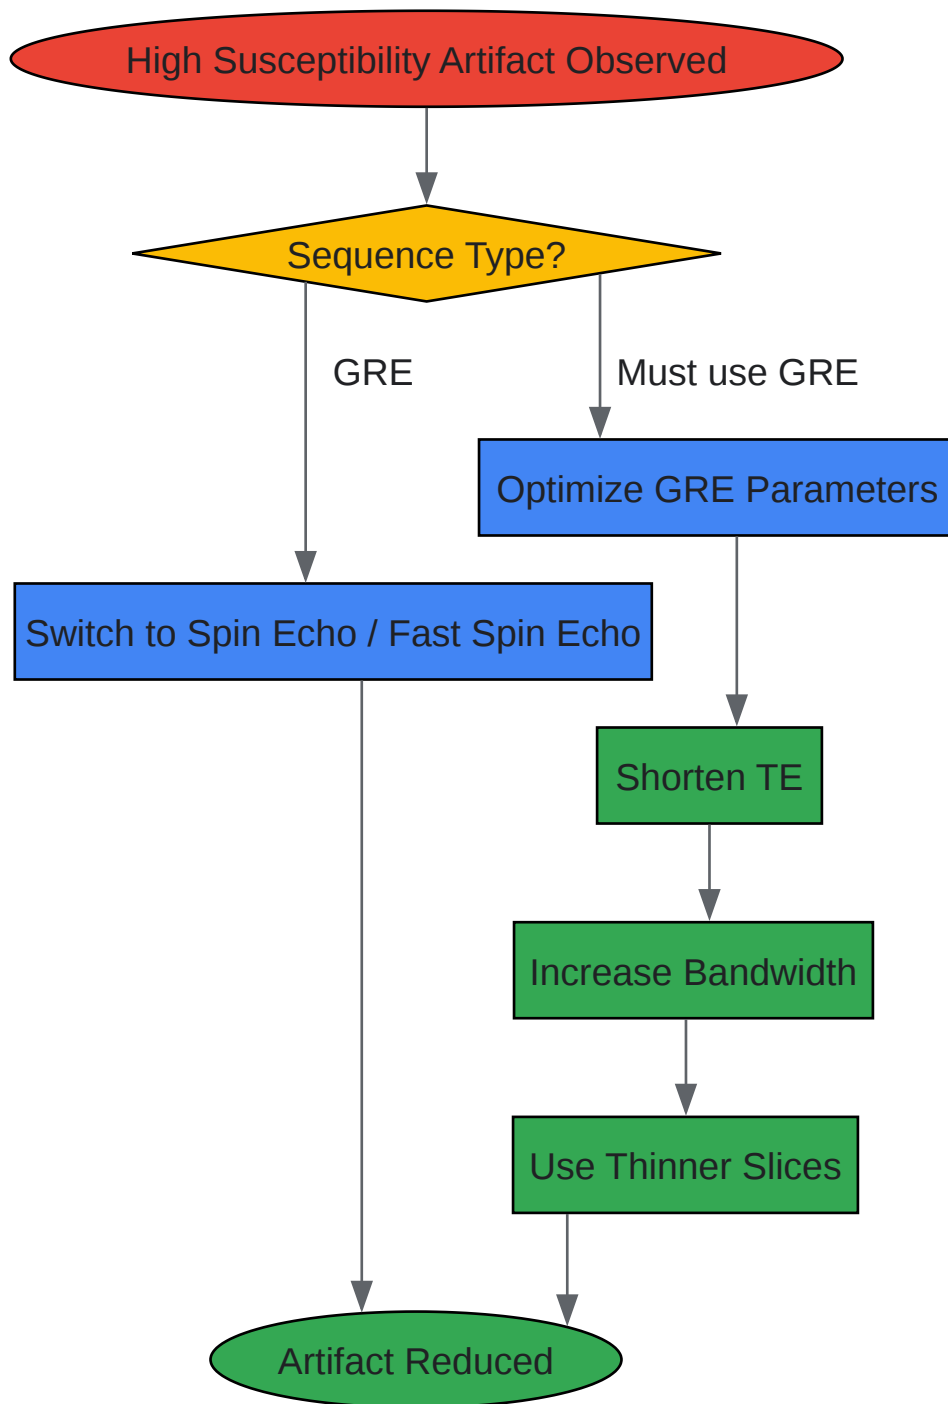 High Susceptibility Artifact Observed
Sequence Type?
GRE
Must use GRE
Optimize GRE Parameters
Switch to Spin Echo / Fast Spin Echo
Shorten TE
Increase Bandwidth
Use Thinner Slices
Artifact Reduced